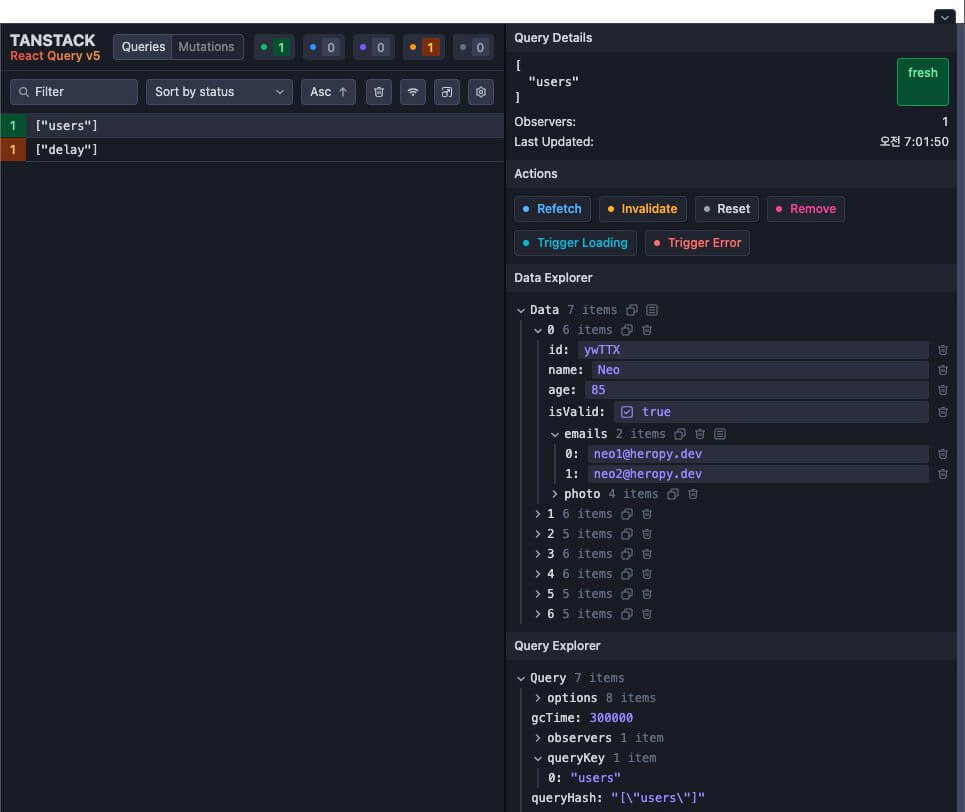 TANSTACK
React Query v5
Queries Mutations
1 0 0 1 0
Filter Sort by status Asc ↑
1 ["users"]
1 ["delay"]
Query Details
[
"users"
]
fresh
Observers: 1
Last Updated: 오전 7:01:50
Actions
Refetch Invalidate Reset Remove
Trigger Loading Trigger Error
Data Explorer
Data 7 items
0 6 items
id: ywTTX
name: Neo
age: 85
isValid: true
emails 2 items
0: neo1@heropy.dev
1: neo2@heropy.dev
photo 4 items
1 6 items
2 5 items
3 6 items
4 6 items
5 5 items
6 5 items
Query Explorer
Query 7 items
options 8 items
gcTime: 300000
observers 1 item
queryKey 1 item
0: "users"
queryHash: "[\"users\"]"